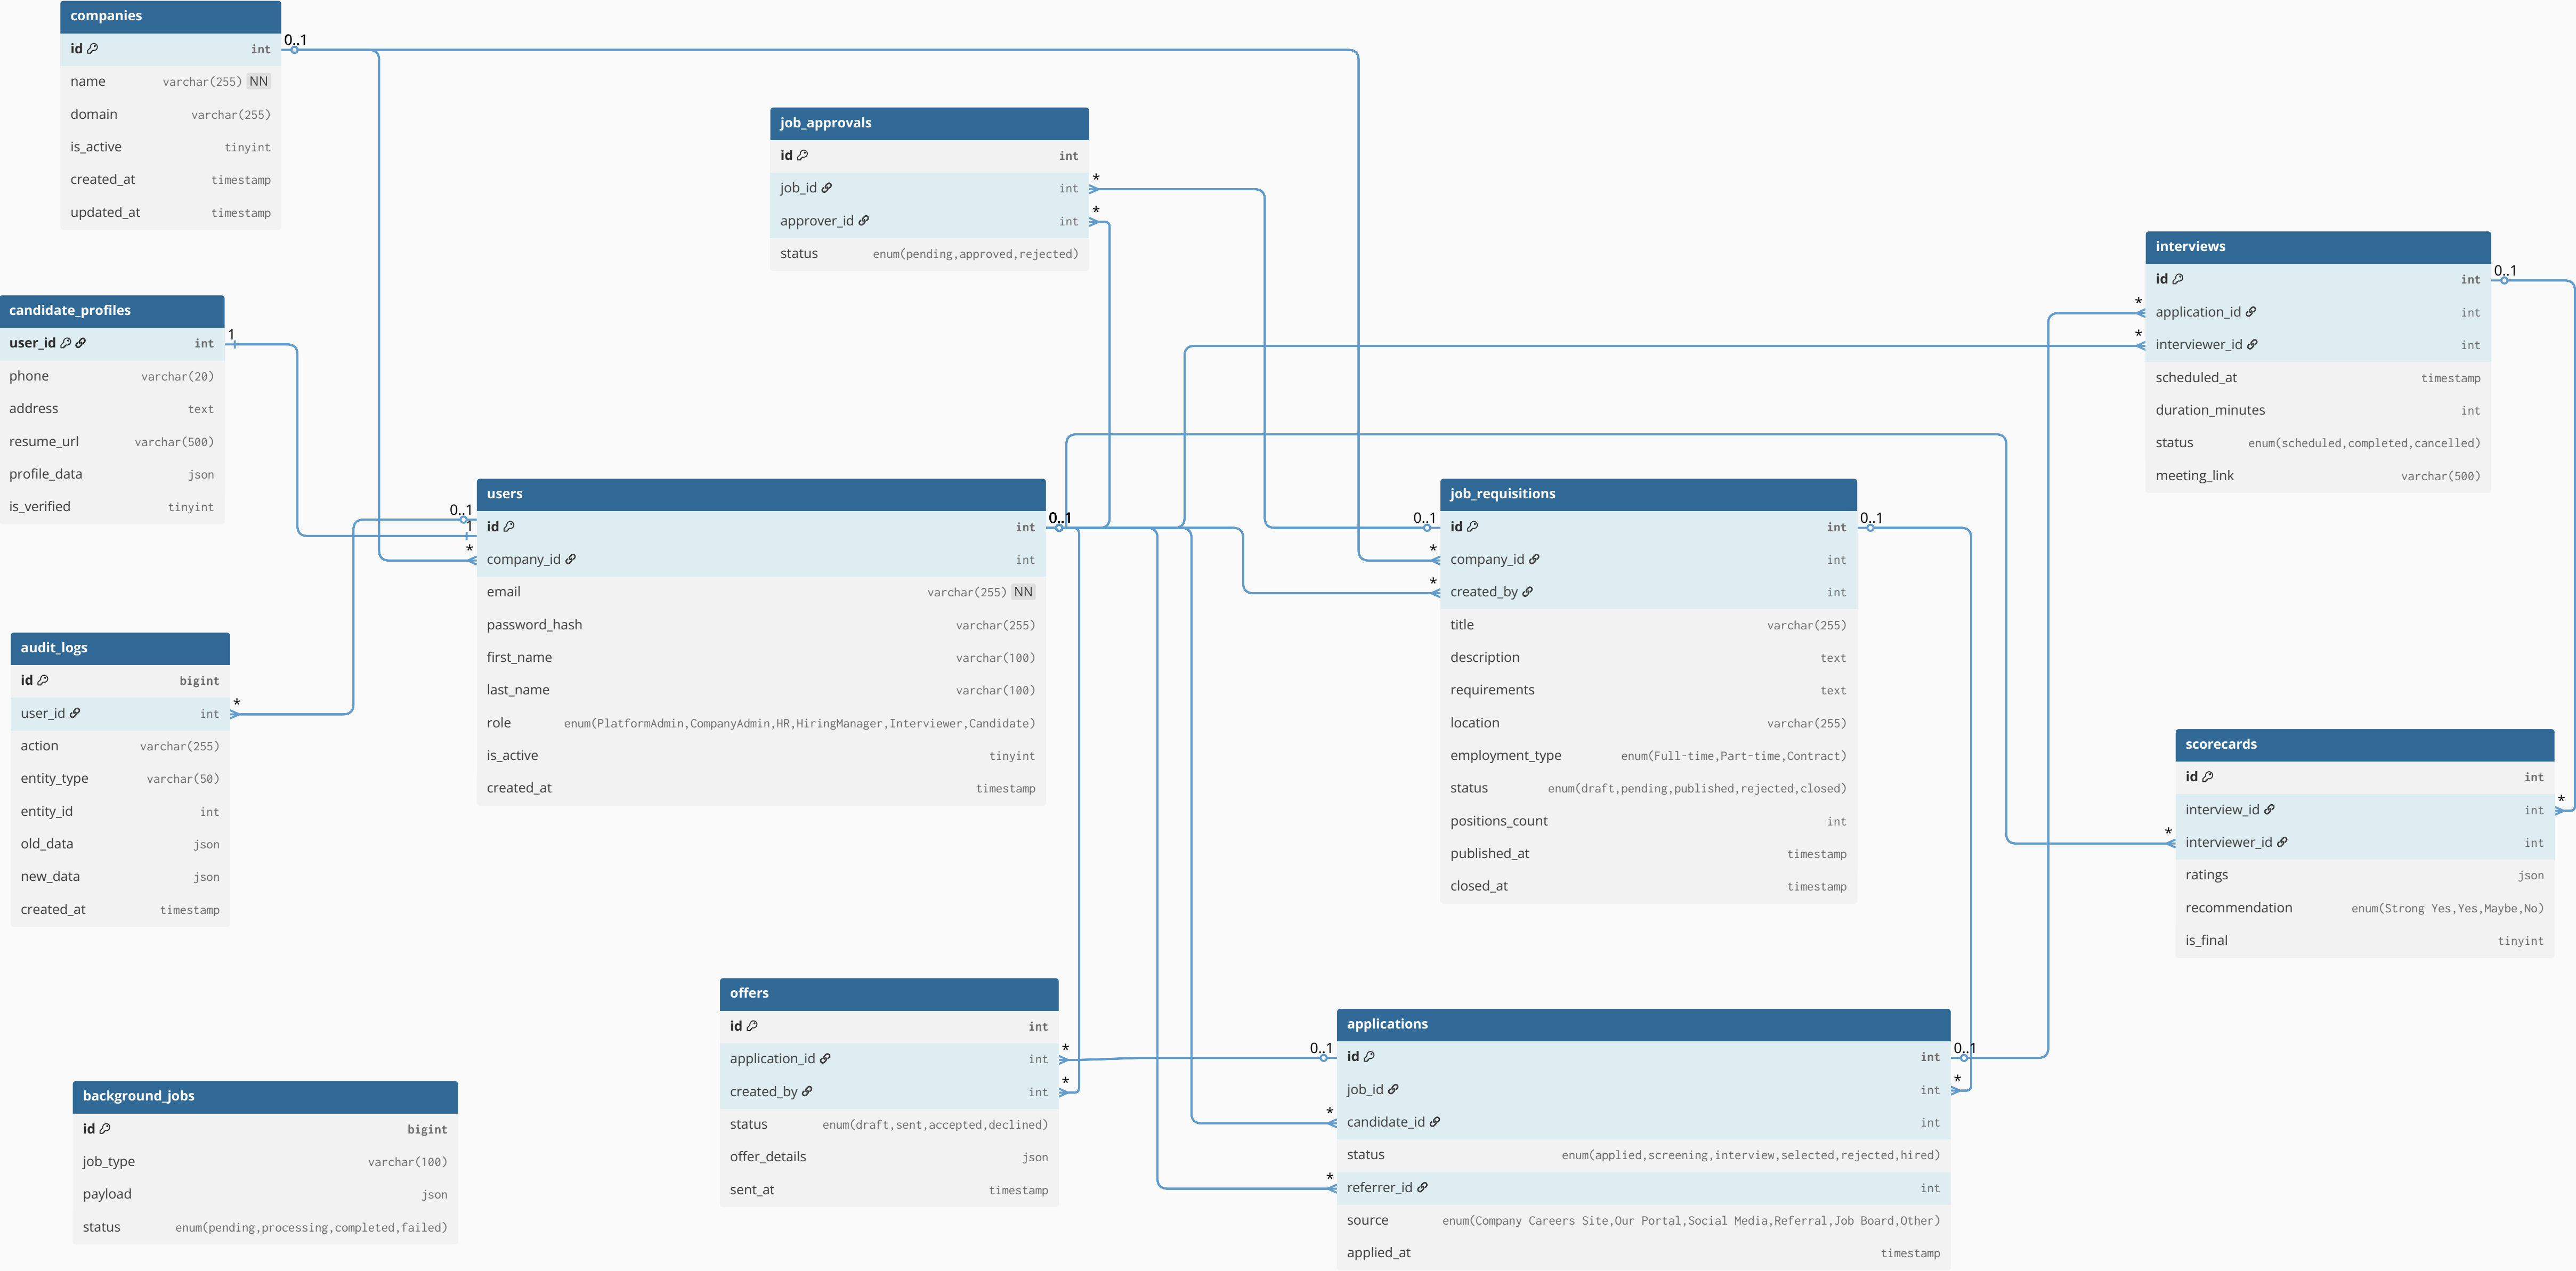 companies
id int
name varchar(255) NN
domain varchar(255)
is_active tinyint
created_at timestamp
updated_at timestamp
0..1
job_approvals
id int
job_id int
approver_id int
status enum(pending,approved,rejected)
*
*
interviews
id int
application_id int
interviewer_id int
scheduled_at timestamp
duration_minutes int
status enum(scheduled,completed,cancelled)
meeting_link varchar(500)
0..1
*
*
candidate_profiles
user_id int
phone varchar(20)
address text
resume_url varchar(500)
profile_data json
is_verified tinyint
1
users
id int
company_id int
email varchar(255) NN
password_hash varchar(255)
first_name varchar(100)
last_name varchar(100)
role enum(PlatformAdmin,CompanyAdmin,HR,HiringManager,Interviewer,Candidate)
is_active tinyint
created_at timestamp
0..1
1
*
0..1
job_requisitions
id int
company_id int
created_by int
title varchar(255)
description text
requirements text
location varchar(255)
employment_type enum(Full-time,Part-time,Contract)
status enum(draft,pending,published,rejected,closed)
positions_count int
published_at timestamp
closed_at timestamp
0..1
*
*
0..1
audit_logs
id bigint
user_id int
action varchar(255)
entity_type varchar(50)
entity_id int
old_data json
new_data json
created_at timestamp
*
scorecards
id int
interview_id int
interviewer_id int
ratings json
recommendation enum(Strong Yes,Yes,Maybe,No)
is_final tinyint
*
*
offers
id int
application_id int
created_by int
status enum(draft,sent,accepted,declined)
offer_details json
sent_at timestamp
*
*
applications
id int
job_id int
candidate_id int
status enum(applied,screening,interview,selected,rejected,hired)
referrer_id int
source enum(Company Careers Site,Our Portal,Social Media,Referral,Job Board,Other)
applied_at timestamp
0..1
0..1
*
*
*
background_jobs
id bigint
job_type varchar(100)
payload json
status enum(pending,processing,completed,failed)